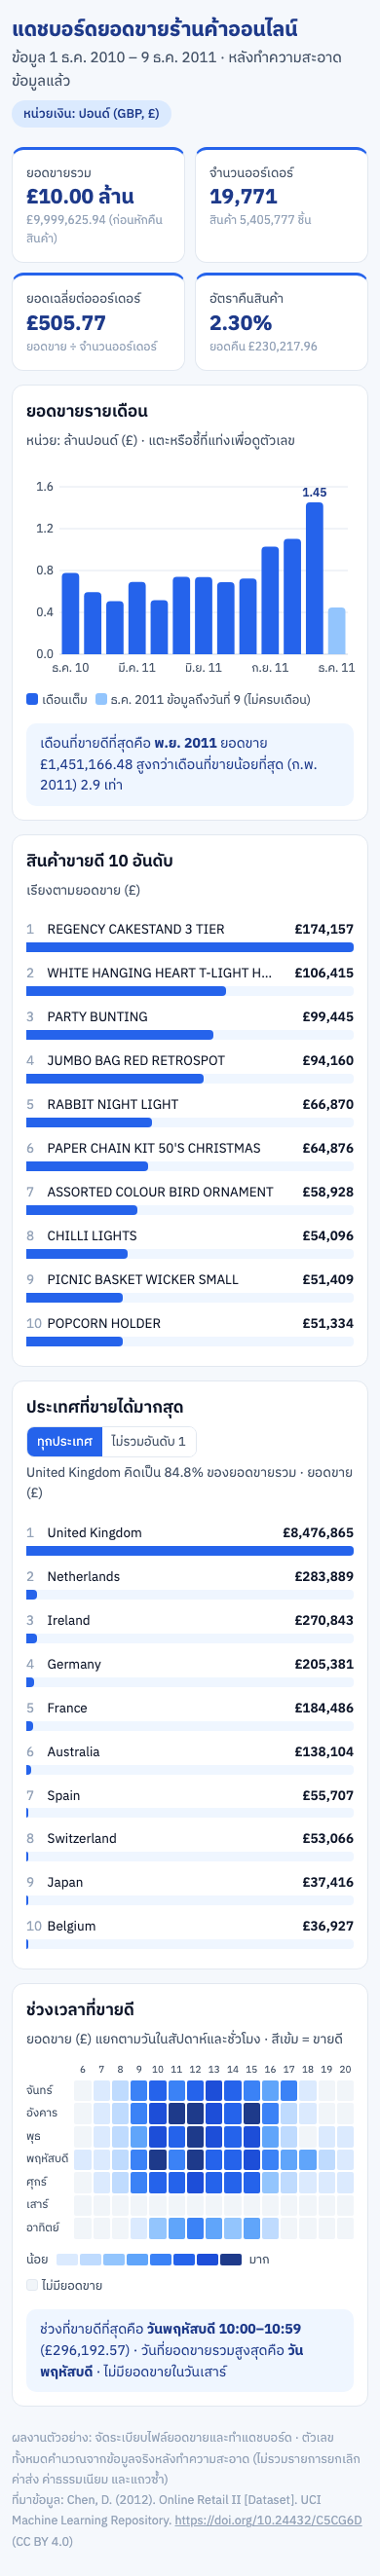 แดชบอร์ดยอดขายร้านค้าออนไลน์
ข้อมูล 1 ธ.ค. 2010 – 9 ธ.ค. 2011 · หลังทำความสะอาด
ข้อมูลแล้ว
หน่วยเงิน: ปอนด์ (GBP, £)
ยอดขายรวม
£10.00 ล้าน
£9,999,625.94 (ก่อนหักคืน
สินค้า)
จำนวนออร์เดอร์
19,771
สินค้า 5,405,777 ชิ้น
ยอดเฉลี่ยต่อออร์เดอร์
£505.77
ยอดขาย ÷ จำนวนออร์เดอร์
อัตราคืนสินค้า
2.30%
ยอดคืน £230,217.96
ยอดขายรายเดือน
หน่วย: ล้านปอนด์ (£) · แตะหรือชี้ที่แท่งเพื่อดูตัวเลข
1.6
1.45
1.2
0.8
0.4
0.0
ธ.ค. 10 มี.ค. 11 มิ.ย. 11 ก.ย. 11 ธ.ค. 11
เดือนเต็ม ธ.ค. 2011 ข้อมูลถึงวันที่ 9 (ไม่ครบเดือน)
เดือนที่ขายดีที่สุดคือ พ.ย. 2011 ยอดขาย
£1,451,166.48 สูงกว่าเดือนที่ขายน้อยที่สุด (ก.พ.
2011) 2.9 เท่า
สินค้าขายดี 10 อันดับ
เรียงตามยอดขาย (£)
1 REGENCY CAKESTAND 3 TIER £174,157
2 WHITE HANGING HEART T-LIGHT H... £106,415
3 PARTY BUNTING £99,445
4 JUMBO BAG RED RETROSPOT £94,160
5 RABBIT NIGHT LIGHT £66,870
6 PAPER CHAIN KIT 50'S CHRISTMAS £64,876
7 ASSORTED COLOUR BIRD ORNAMENT £58,928
8 CHILLI LIGHTS £54,096
9 PICNIC BASKET WICKER SMALL £51,409
10 POPCORN HOLDER £51,334
ประเทศที่ขายได้มากสุด
ทุกประเทศ ไม่รวมอันดับ 1
United Kingdom คิดเป็น 84.8% ของยอดขายรวม · ยอดขาย
(£)
1 United Kingdom £8,476,865
2 Netherlands £283,889
3 Ireland £270,843
4 Germany £205,381
5 France £184,486
6 Australia £138,104
7 Spain £55,707
8 Switzerland £53,066
9 Japan £37,416
10 Belgium £36,927
ช่วงเวลาที่ขายดี
ยอดขาย (£) แยกตามวันในสัปดาห์และชั่วโมง · สีเข้ม = ขายดี
6 7 8 9 10 11 12 13 14 15 16 17 18 19 20
จันทร์
อังคาร
พุธ
พฤหัสบดี
ศุกร์
เสาร์
อาทิตย์
น้อย มาก
ไม่มียอดขาย
ช่วงที่ขายดีที่สุดคือ วันพฤหัสบดี 10:00–10:59
(£296,192.57) · วันที่ยอดขายรวมสูงสุดคือ วัน
พฤหัสบดี · ไม่มียอดขายในวันเสาร์
ผลงานตัวอย่าง: จัดระเบียบไฟล์ยอดขายและทำแดชบอร์ด · ตัวเลข
ทั้งหมดคำนวณจากข้อมูลจริงหลังทำความสะอาด (ไม่รวมรายการยกเลิก
ค่าส่ง ค่าธรรมเนียม และแถวซ้ำ)
ที่มาข้อมูล: Chen, D. (2012). Online Retail II [Dataset]. UCI
Machine Learning Repository. https://doi.org/10.24432/C5CG6D
(CC BY 4.0)